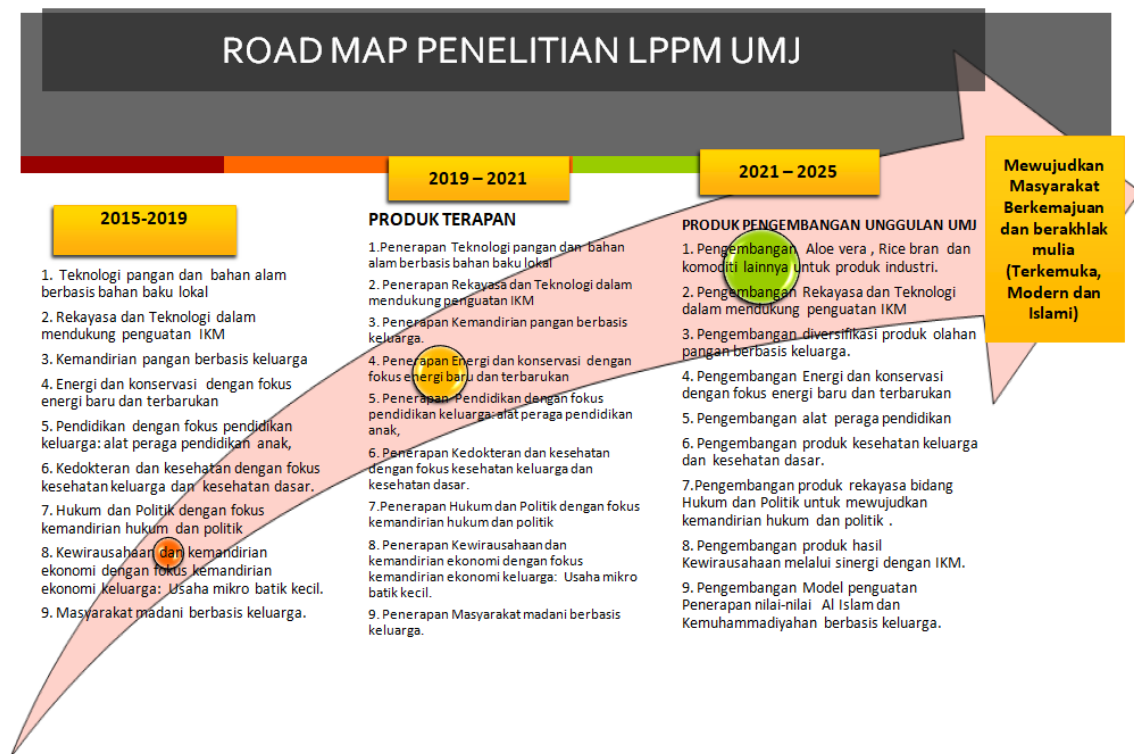 ROAD MAP PENELITIAN LPPM UMJ
2015-2019
1. Teknologi pangan dan bahan alam
berbasis bahan baku lokal
2. Rekayasa dan Teknologi dalam
mendukung penguatan IKM
3. Kemandirian pangan berbasis keluarga
4. Energi dan konservasi dengan fokus
energi baru dan terbarukan
5. Pendidikan dengan fokus pendidikan
keluarga: alat peraga pendidikan anak,
6. Kedokteran dan kesehatan dengan fokus
kesehatan keluarga dan kesehatan dasar.
7. Hukum dan Politik dengan fokus
kemandirian hukum dan politik
8. Kewirausahaan dan kemandirian
ekonomi dengan fokus kemandirian
ekonomi keluarga: Usaha mikro batik kecil.
9. Masyarakat madani berbasis keluarga.
2019 – 2021
PRODUK TERAPAN
1.Penerapan Teknologi pangan dan bahan
alam berbasis bahan baku lokal
2. Penerapan Rekayasa dan Teknologi dalam
mendukung penguatan IKM
3. Penerapan Kemandirian pangan berbasis
keluarga.
4. Penerapan Energi dan konservasi dengan
fokus energi baru dan terbarukan
5. Penerapan Pendidikan dengan fokus
pendidikan keluarga: alat peraga pendidikan
anak,
6. Penerapan Kedokteran dan kesehatan
dengan fokus kesehatan keluarga dan
kesehatan dasar.
7.Penerapan Hukum dan Politik dengan fokus
kemandirian hukum dan politik
8. Penerapan Kewirausahaan dan
kemandirian ekonomi dengan fokus
kemandirian ekonomi keluarga: Usaha mikro
batik kecil.
9. Penerapan Masyarakat madani berbasis
keluarga.
2021 – 2025
PRODUK PENGEMBANGAN UNGGULAN UMJ
1. Pengembangan Aloe vera , Rice bran dan
komoditi lainnya untuk produk industri.
2. Pengembangan Rekayasa dan Teknologi
dalam mendukung penguatan IKM
3. Pengembangan diversifikasi produk olahan
pangan berbasis keluarga.
4. Pengembangan Energi dan konservasi
dengan fokus energi baru dan terbarukan
5. Pengembangan alat peraga pendidikan
6. Pengembangan produk kesehatan keluarga
dan kesehatan dasar.
7.Pengembangan produk rekayasa bidang
Hukum dan Politik untuk mewujudkan
kemandirian hukum dan politik .
8. Pengembangan produk hasil
Kewirausahaan melalui sinergi dengan IKM.
9. Pengembangan Model penguatan
Penerapan nilai-nilai Al Islam dan
Kemuhammadiyahan berbasis keluarga.
Mewujudkan
Masyarakat
Berkemajuan
dan berakhlak
mulia
(Terkemuka,
Modern dan
Islami)